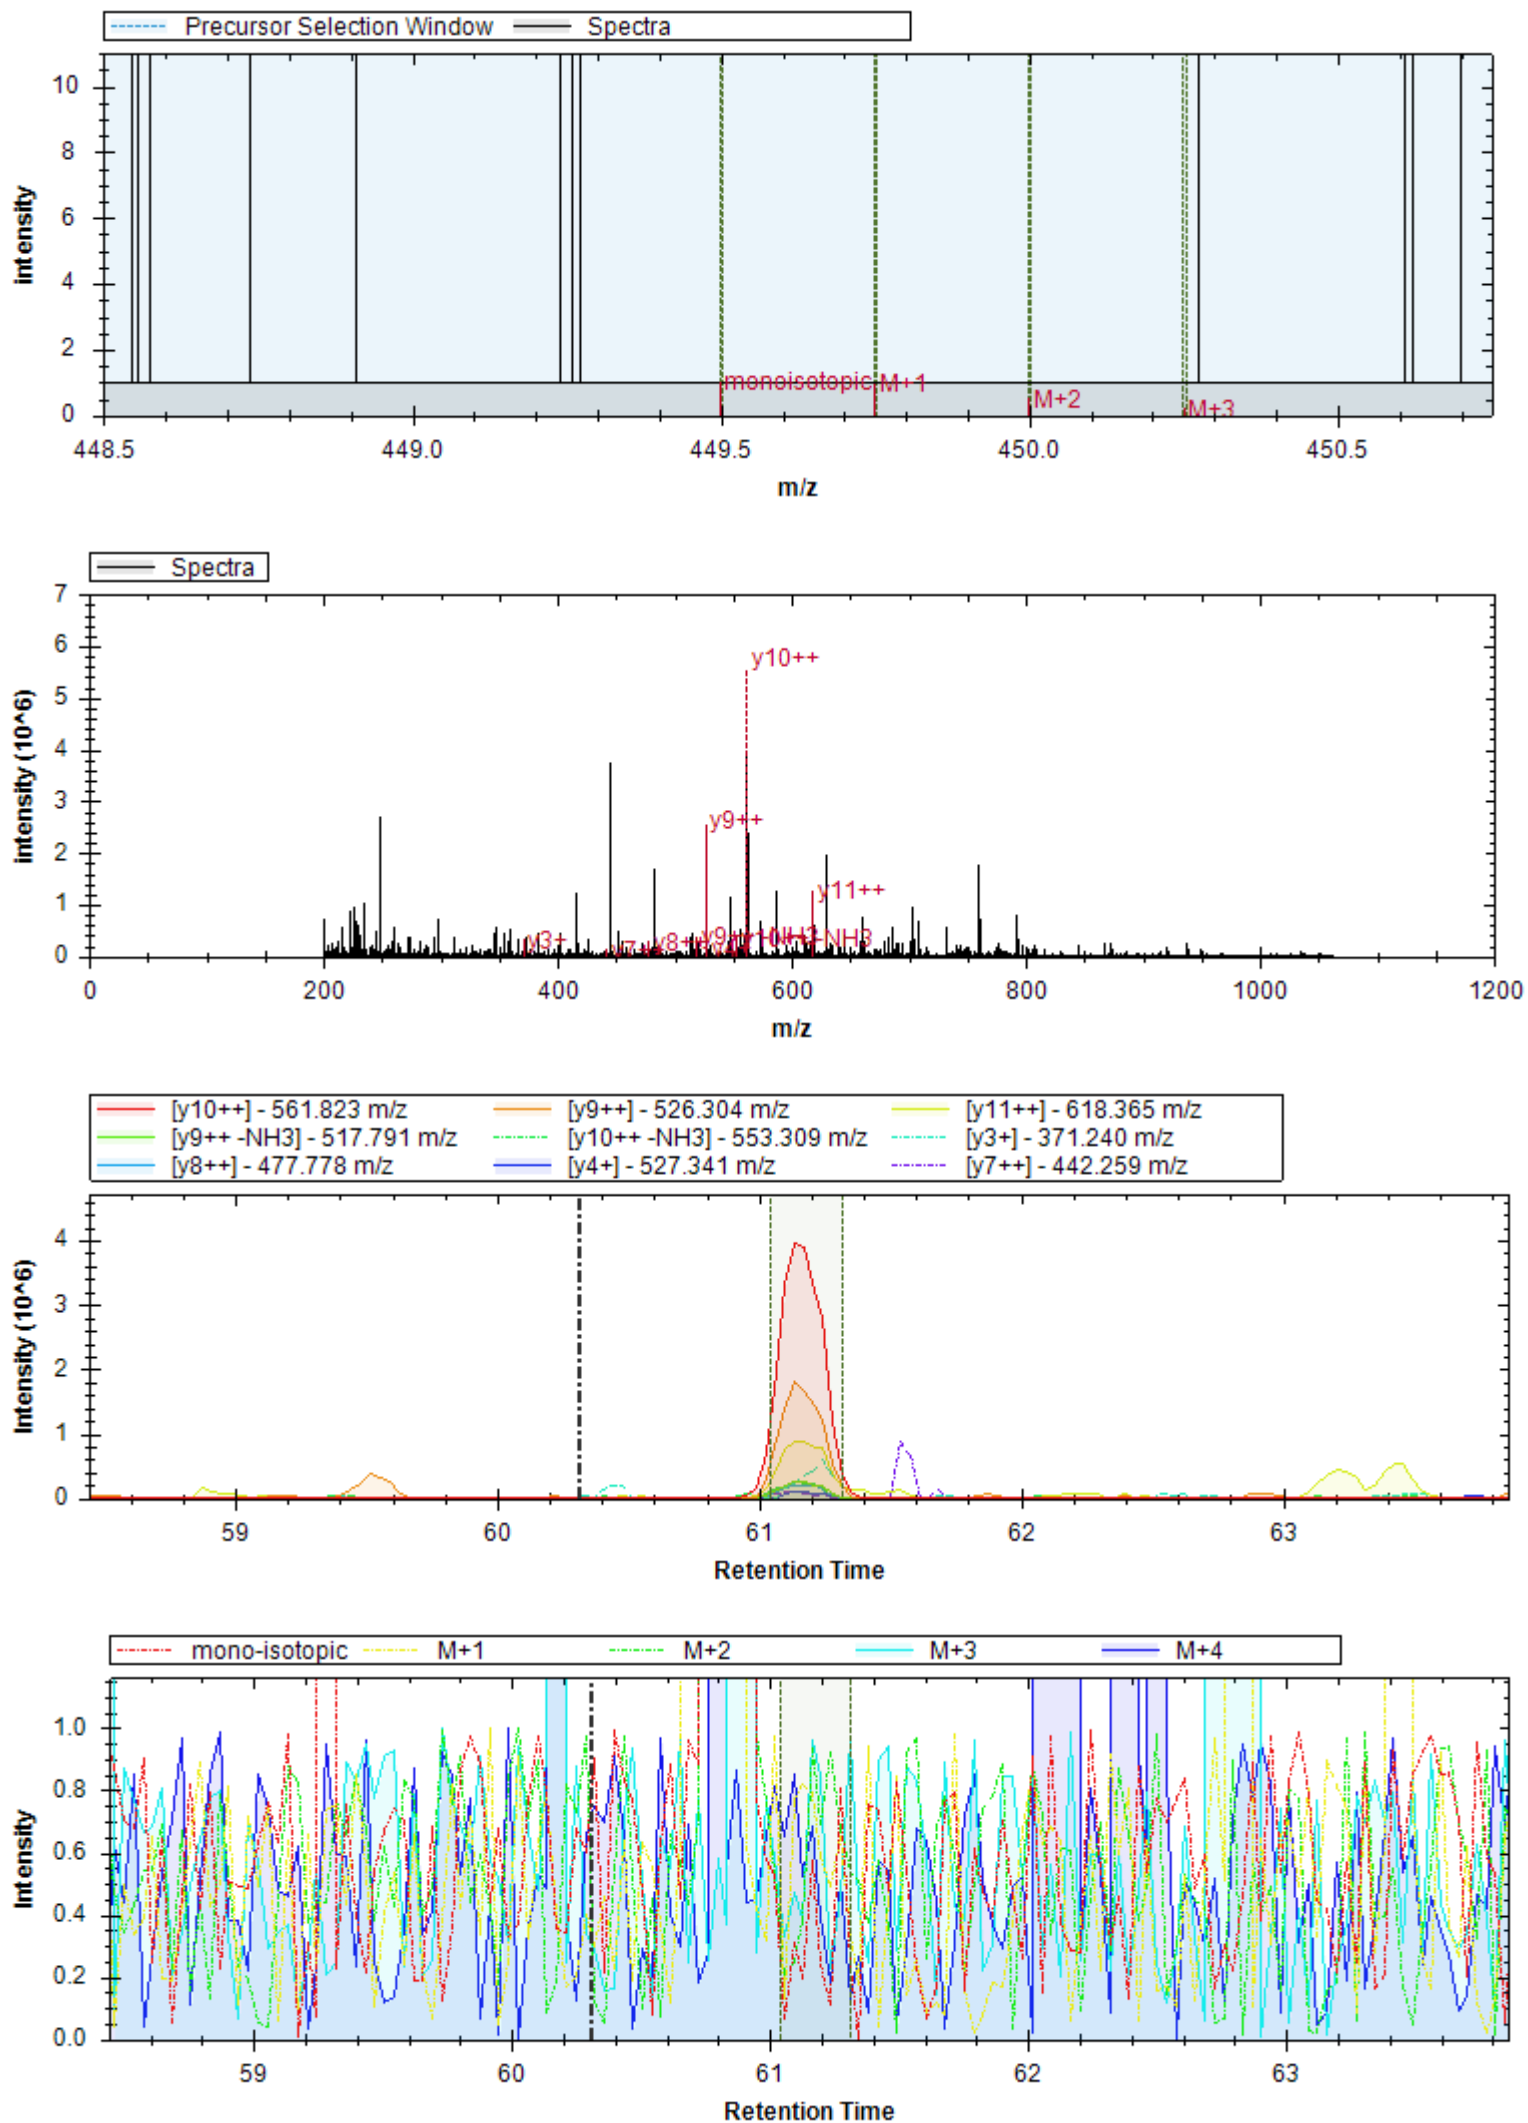 Precursor Selection Window Spectra
intensity
10
8
6
4
2
0
monoisotopic M+1 M+2 M+3
448.5 449.0 449.5 450.0 450.5
m/z
Spectra
intensity (10^6)
7
6
5
4
3
2
1
0
y10++
y9++
y11++
y3+
0 200 400 600 800 1000 1200
m/z
[y10++] - 561.823 m/z [y9++] - 526.304 m/z [y11++] - 618.365 m/z
[y9++ -NH3] - 517.791 m/z [y10++ -NH3] - 553.309 m/z [y3+] - 371.240 m/z
[y8++] - 477.778 m/z [y4+] - 527.341 m/z [y7++] - 442.259 m/z
Intensity (10^6)
4
3
2
1
0
59 60 61 62 63
Retention Time
mono-isotopic M+1 M+2 M+3 M+4
Intensity
1.0
0.8
0.6
0.4
0.2
0.0
59 60 61 62 63
Retention Time